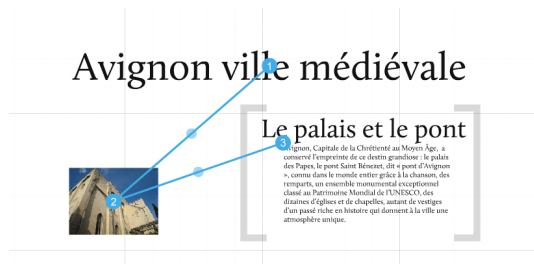 Avignon ville médiévale
1
Le palais et le pont
3
Avignon, Capitale de la Chrétienté au Moyen Âge, a
conservé l'empreinte de ce destin grandiose : le palais
des Papes, le pont Saint Bénezet, dit « pont d'Avignon
», connu dans le monde entier grâce à la chanson, des
remparts, un ensemble monumental exceptionnel
classé au Patrimoine Mondial de l'UNESCO, des
dizaines d'églises et de chapelles, autant de vestiges
d'un passé riche en histoire qui donnent à la ville une
atmosphère unique.
2